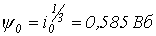 ψ₀ = i₀^(1/3) = 0,585 Вб